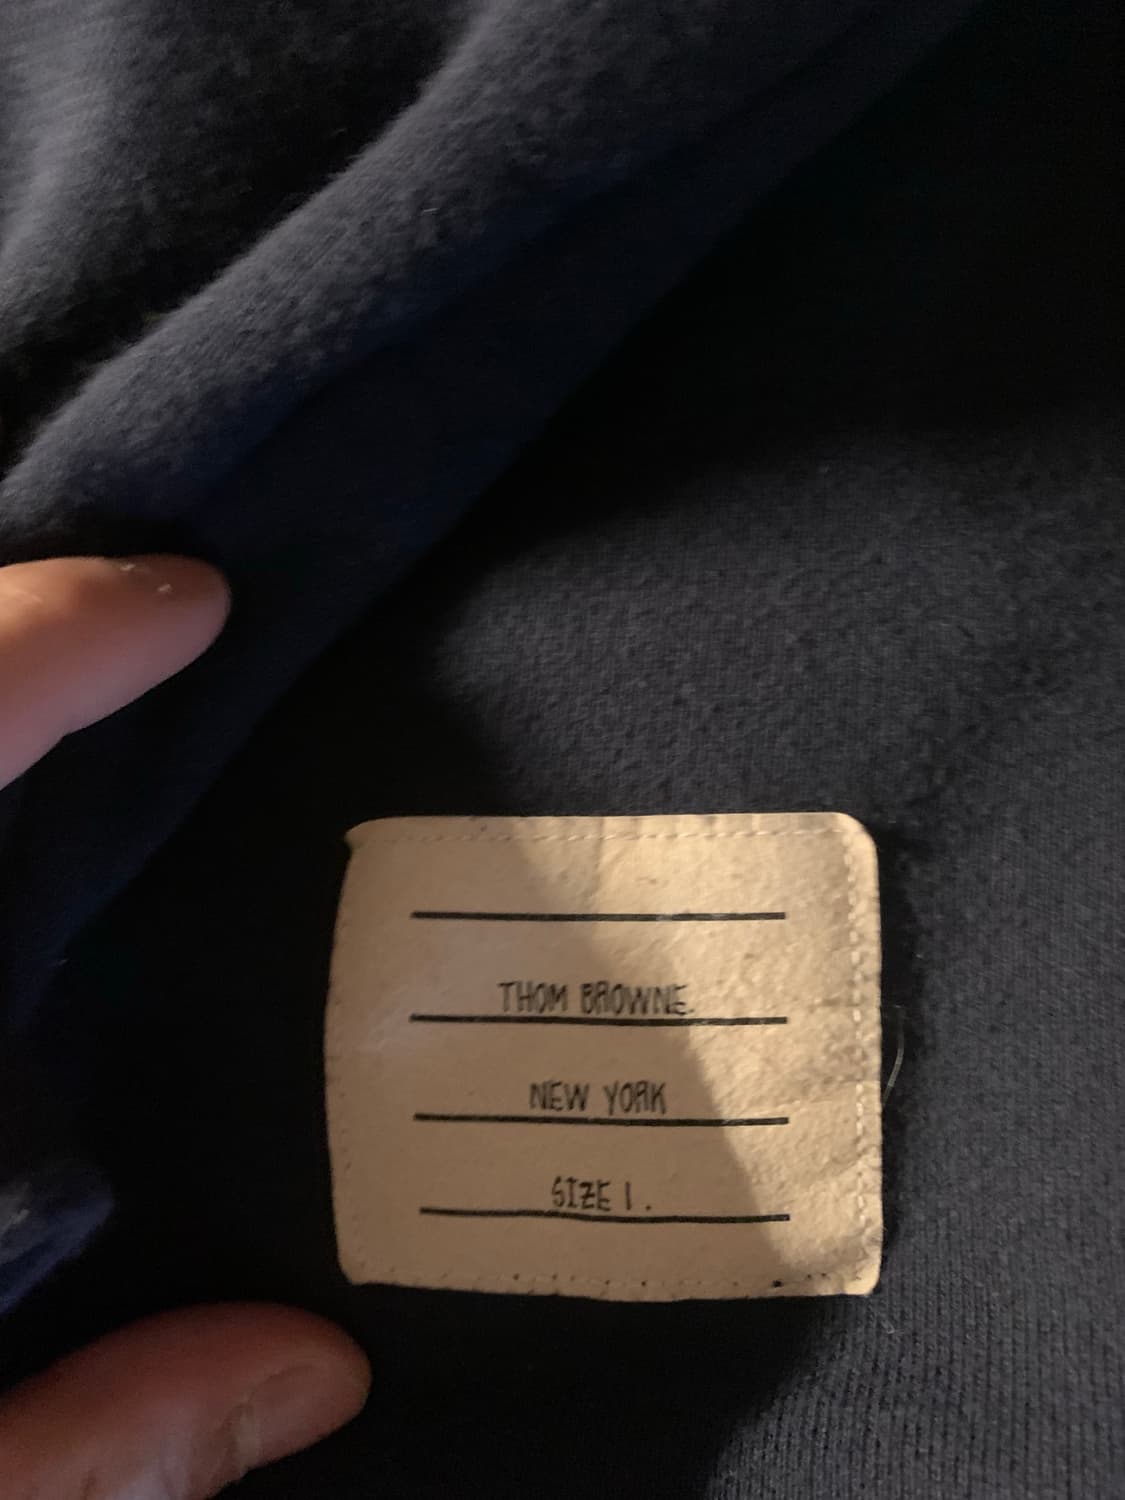 THOM BROWNE.
NEW YORK
SIZE 1.